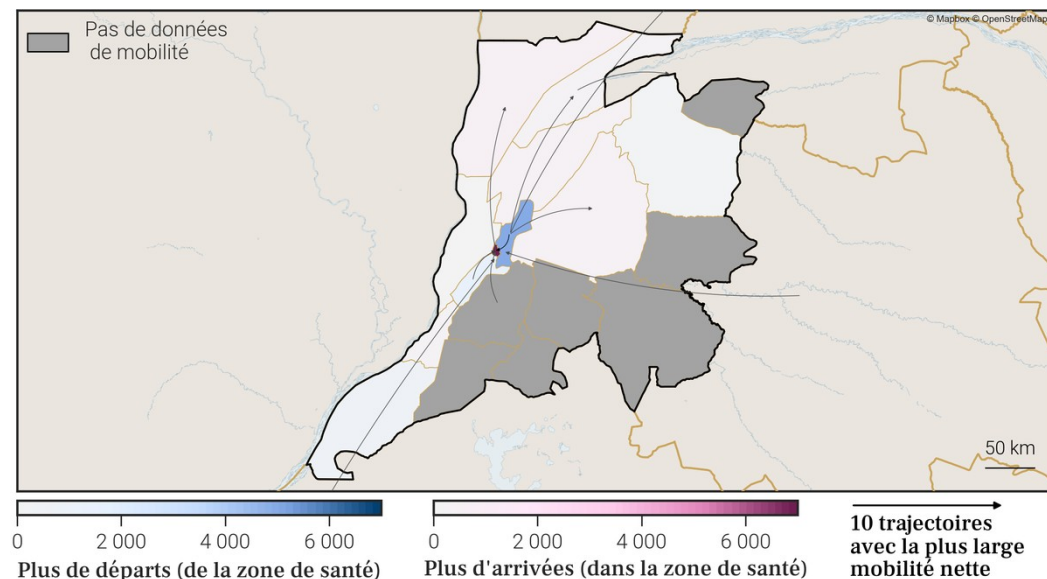 © Mapbox © OpenStreetMap
Pas de données
de mobilité
50 km
0 2 000 4 000 6 000
Plus de départs (de la zone de santé)
0 2 000 4 000 6 000
Plus d'arrivées (dans la zone de santé)
10 trajectoires
avec la plus large
mobilité nette